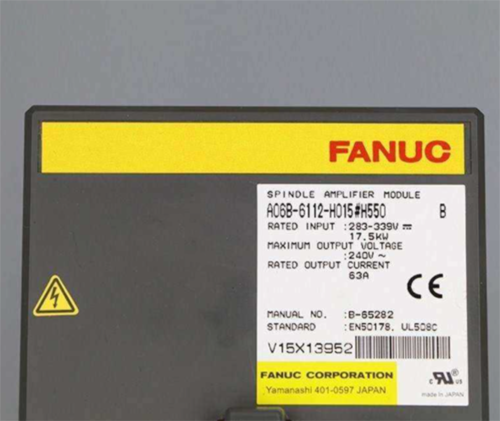 FANUC
SPINDLE AMPLIFIER MODULE
A06B-6112-H015#H550 B
RATED INPUT :283-339V ⎓
17.5kW
MAXIMUM OUTPUT VOLTAGE
:240V ~
RATED OUTPUT CURRENT
63A
CE
MANUAL NO. :B-65282
STANDARD :EN50178, UL508C
V15X13952
FANUC CORPORATION
Yamanashi 401-0597 JAPAN
c RU us
made in JAPAN